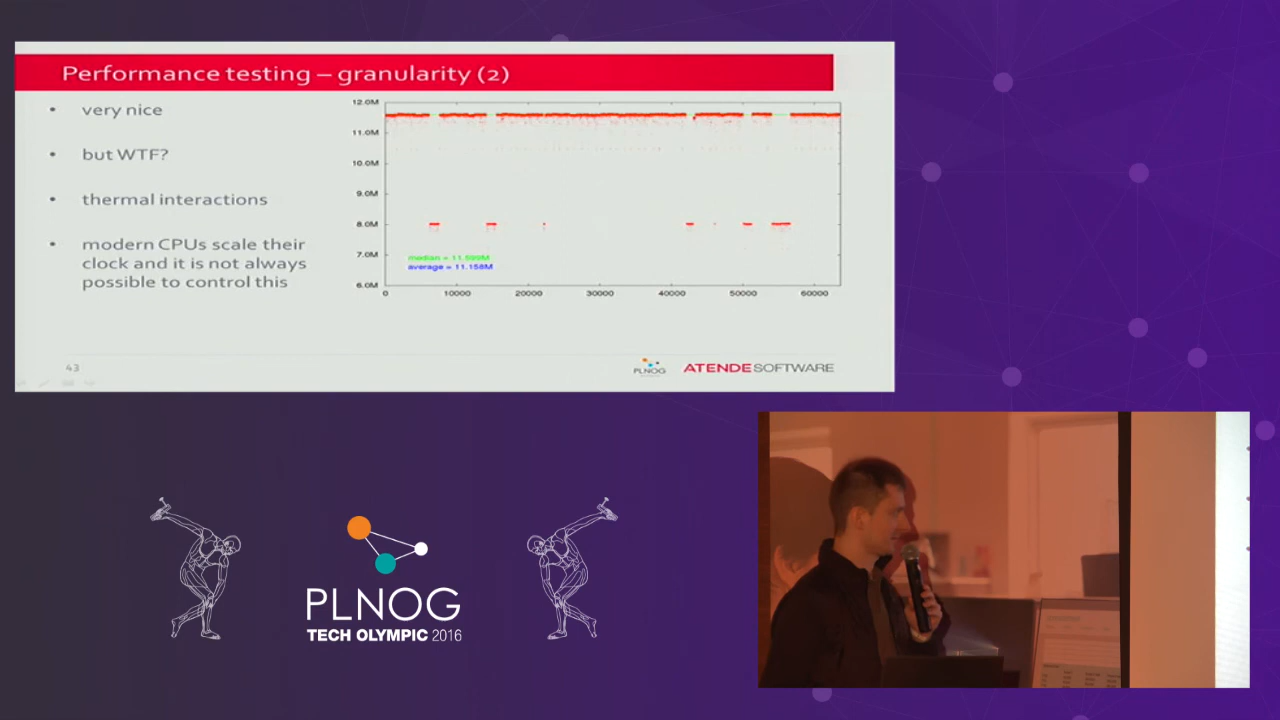 Performance testing – granularity (2)
• very nice
• but WTF?
• thermal interactions
• modern CPUs scale their
clock and it is not always
possible to control this
12.0M
11.0M
10.0M
9.0M
8.0M
7.0M
6.0M
median = 11.599M
average = 11.158M
0 10000 20000 30000 40000 50000 60000
43
PLNOG
ATENDESOFTWARE
PLNOG
TECH OLYMPIC 2016